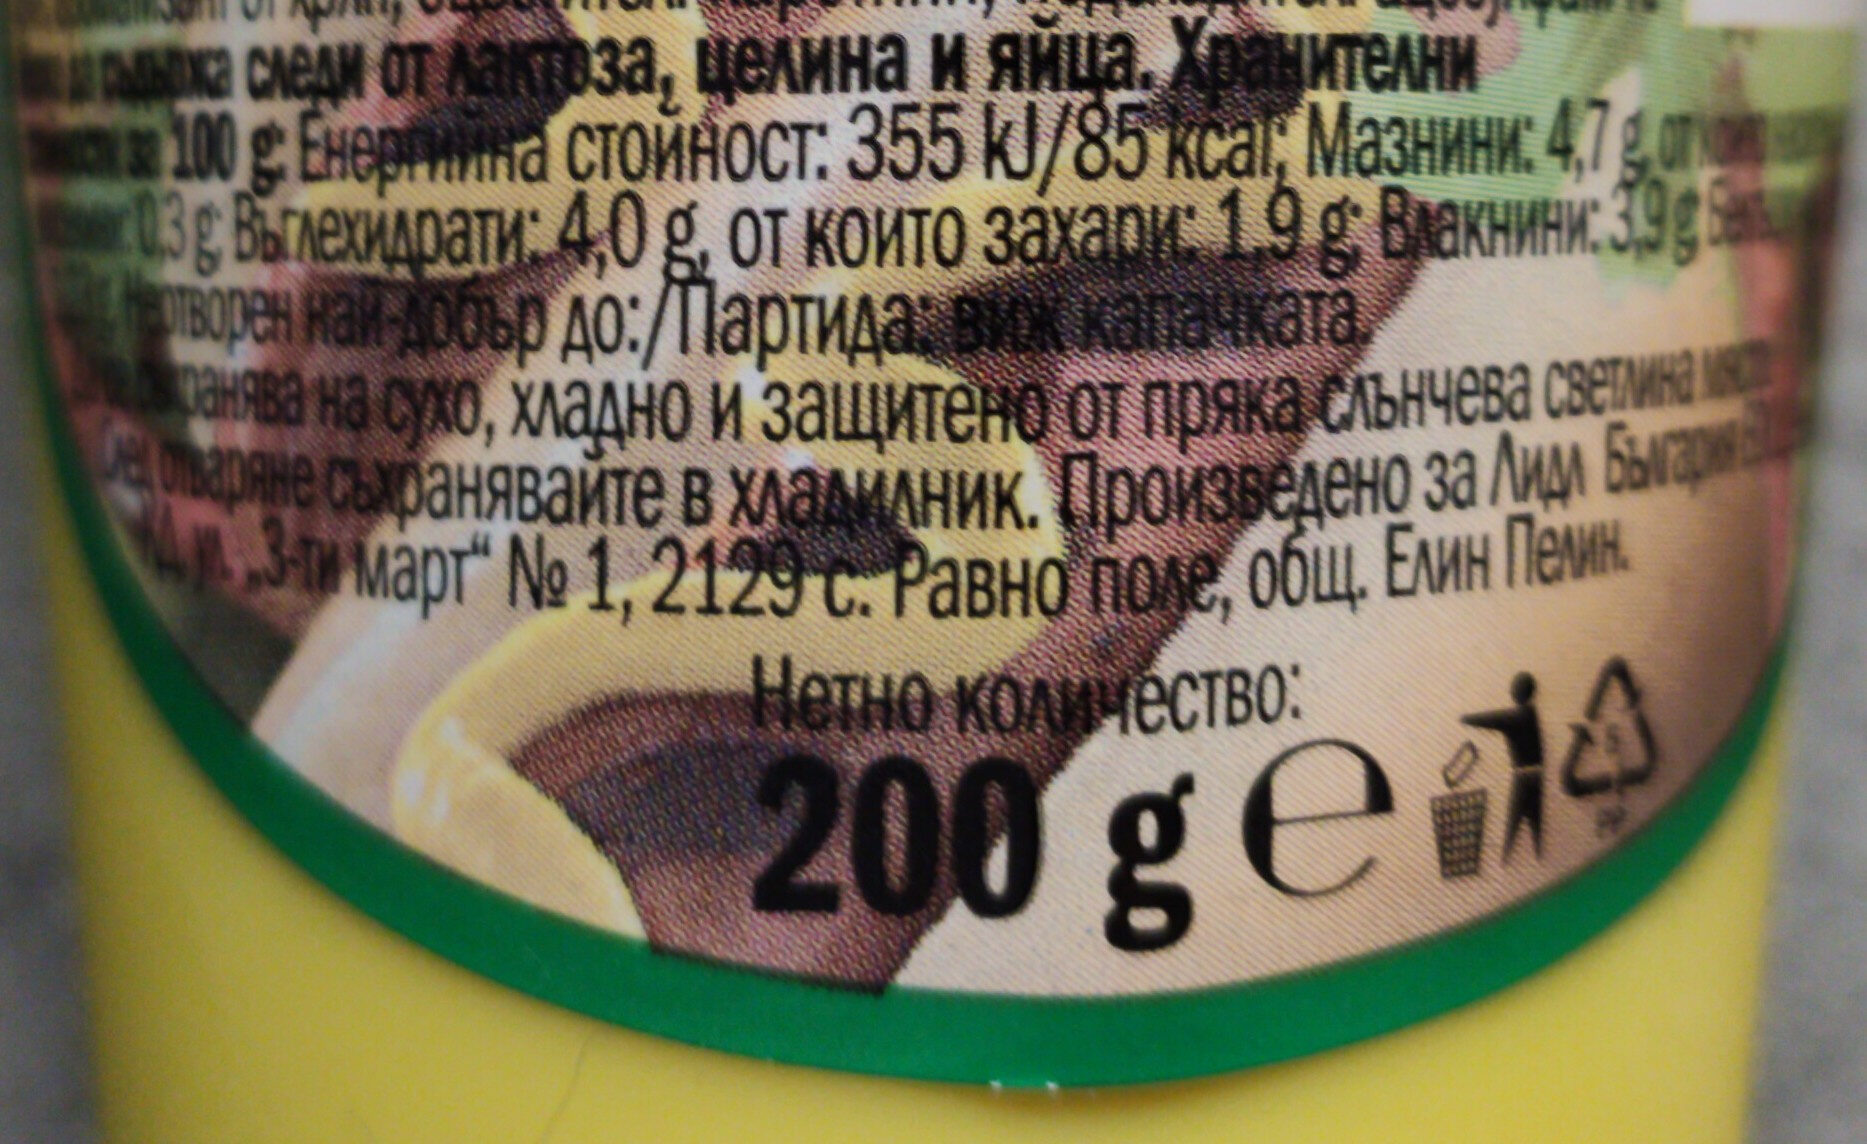 следи от лактоза, целина и яйца. Хранителни
100 g: Енергийна стойност: 355 kJ/85 kcal; Мазнини: 4,7 g, от
0,3 g; Въглехидрати: 4,0 g, от които захари: 1,9 g; Влакнини: 3,9 g
Неотворен най-добър до:/Партида: виж капачката.
на сухо, хладно и защитено от пряка слънчева светлина място
отваряне съхранявайте в хладилник. Произведено за Лидл България
ул. „3-ти март“ № 1, 2129 с. Равно поле, общ. Елин Пелин.
Нетно количество:
200 g e
5
PP